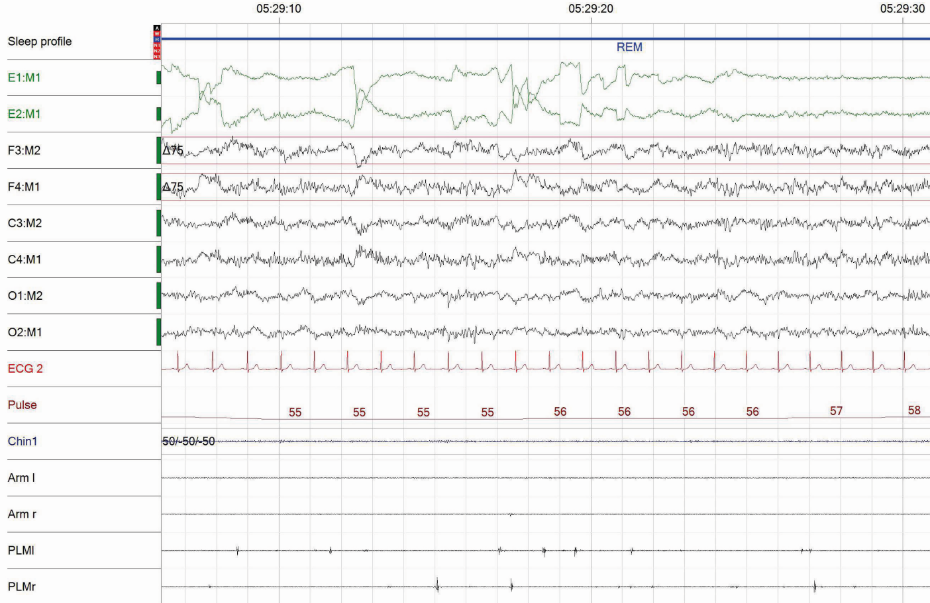 05:29:10 05:29:20 05:29:30
Sleep profile
REM
E1:M1
E2:M1
F3:M2 Δ75
F4:M1 Δ75
C3:M2
C4:M1
O1:M2
O2:M1
ECG 2
Pulse 55 55 55 55 56 56 56 56 57 58
Chin1 50/-50/-50
Arm l
Arm r
PLMl
PLMr